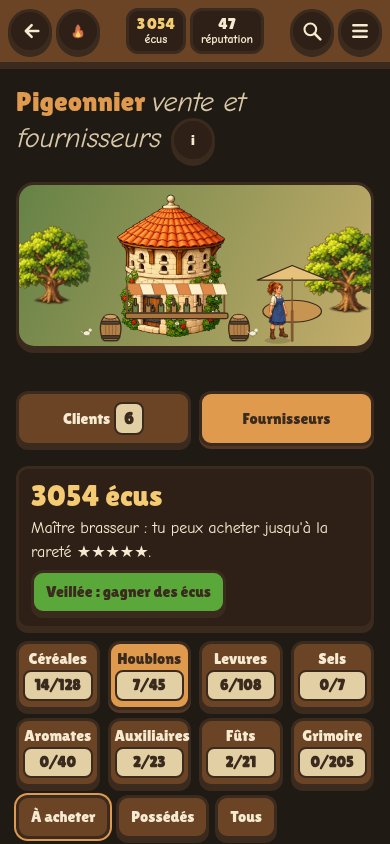 3054
écus
47
réputation
Pigeonnier vente et
fournisseurs i
Clients 6
Fournisseurs
3054 écus
Maître brasseur : tu peux acheter jusqu'à la
rareté ★★★★★.
Veillée : gagner des écus
Céréales
14/128
Houblons
7/45
Levures
6/108
Sels
0/7
Aromates
0/40
Auxiliaires
2/23
Fûts
2/21
Grimoire
0/205
À acheter
Possédés
Tous